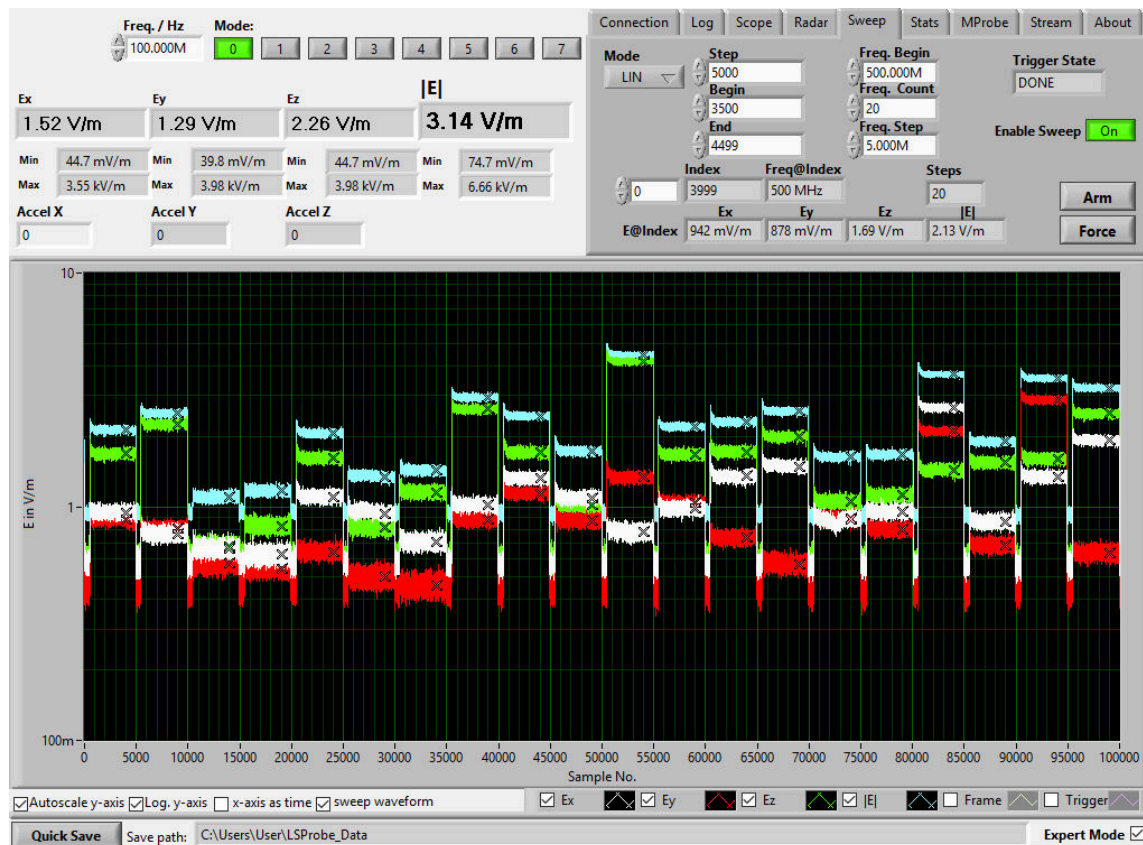 Freq. / Hz
100.000M
Mode:
0 1 2 3 4 5 6 7
Ex Ey Ez |E|
1.52 V/m 1.29 V/m 2.26 V/m 3.14 V/m
Min 44.7 mV/m Min 39.8 mV/m Min 44.7 mV/m Min 74.7 mV/m
Max 3.55 kV/m Max 3.98 kV/m Max 3.98 kV/m Max 6.66 kV/m
Accel X Accel Y Accel Z
0 0 0
Connection Log Scope Radar Sweep Stats MProbe Stream About
Mode
LIN
Step
5000
Begin
3500
End
4499
Freq. Begin
500.000M
Freq. Count
20
Freq. Step
5.000M
Trigger State
DONE
Enable Sweep On
Index Freq@Index Steps
0 3999 500 MHz 20
Ex Ey Ez |E|
E@Index 942 mV/m 878 mV/m 1.69 V/m 2.13 V/m
Arm
Force
E in V/m
10
1
100m
0 5000 10000 15000 20000 25000 30000 35000 40000 45000 50000 55000 60000 65000 70000 75000 80000 85000 90000 95000 100000
Sample No.
Autoscale y-axis Log. y-axis x-axis as time sweep waveform Ex Ey Ez |E| Frame Trigger
Quick Save Save path: C:\Users\User\LSProbe_Data Expert Mode